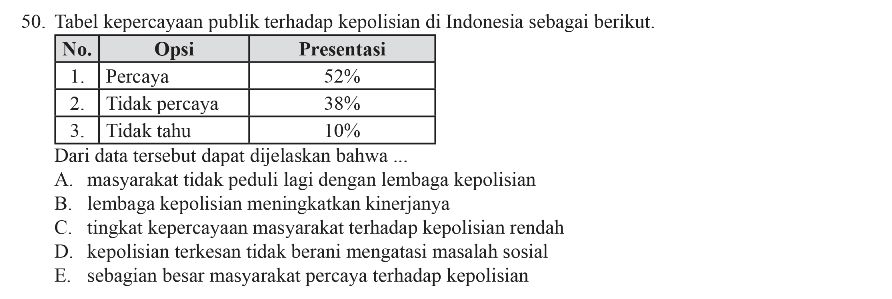 50. Tabel kepercayaan publik terhadap kepolisian di Indonesia sebagai berikut.
No. Opsi Presentasi
1. Percaya 52%
2. Tidak percaya 38%
3. Tidak tahu 10%
Dari data tersebut dapat dijelaskan bahwa ...
A. masyarakat tidak peduli lagi dengan lembaga kepolisian
B. lembaga kepolisian meningkatkan kinerjanya
C. tingkat kepercayaan masyarakat terhadap kepolisian rendah
D. kepolisian terkesan tidak berani mengatasi masalah sosial
E. sebagian besar masyarakat percaya terhadap kepolisian